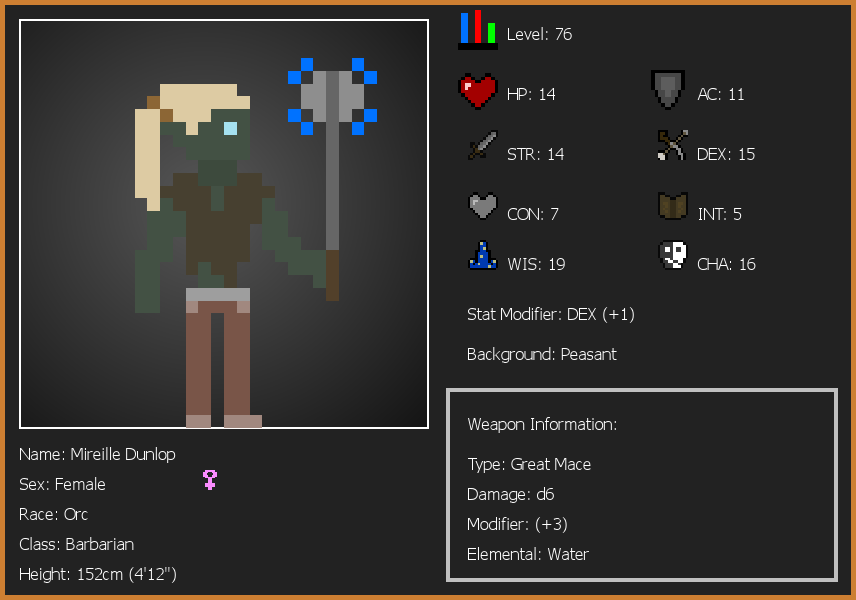 Level: 76
HP: 14
AC: 11
STR: 14
DEX: 15
CON: 7
INT: 5
WIS: 19
CHA: 16
Stat Modifier: DEX (+1)
Background: Peasant
Weapon Information:
Type: Great Mace
Damage: d6
Modifier: (+3)
Elemental: Water
Name: Mireille Dunlop
Sex: Female
Race: Orc
Class: Barbarian
Height: 152cm (4'12")